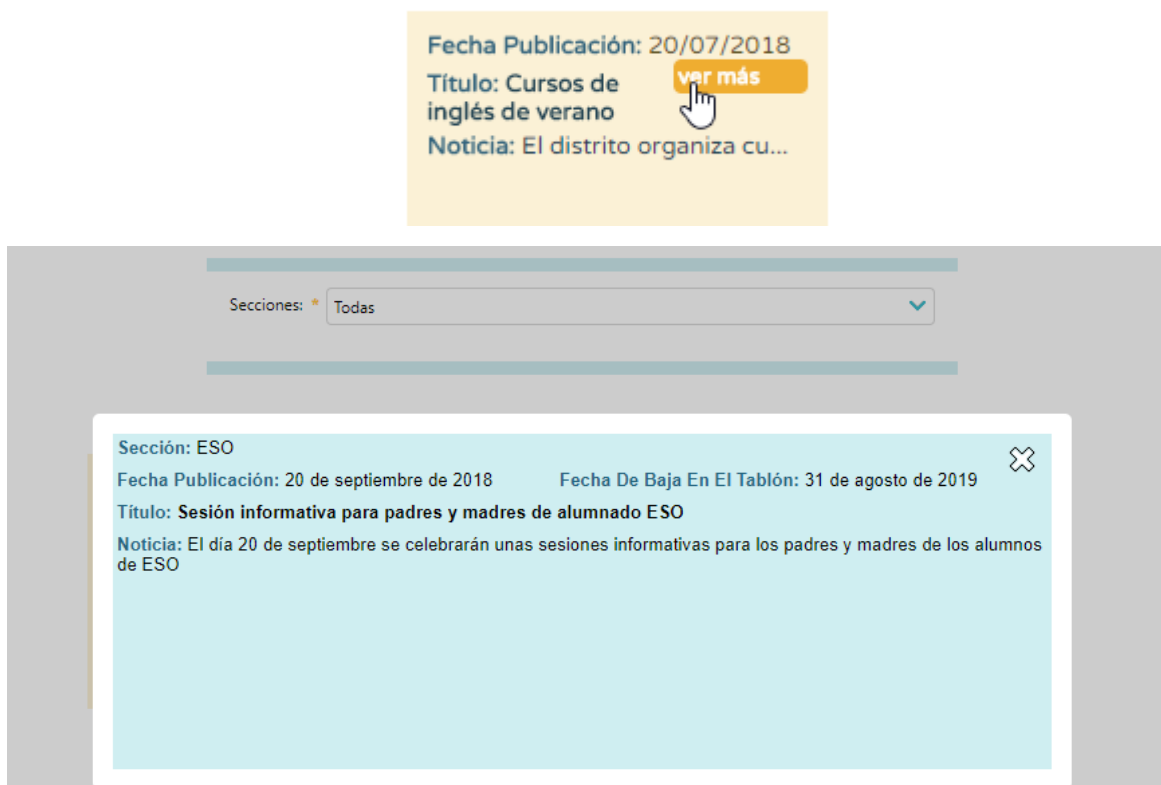 Fecha Publicación: 20/07/2018
ver más
Título: Cursos de
inglés de verano
Noticia: El distrito organiza cu...
Secciones: * Todas
Sección: ESO
Fecha Publicación: 20 de septiembre de 2018 Fecha De Baja En El Tablón: 31 de agosto de 2019
Título: Sesión informativa para padres y madres de alumnado ESO
Noticia: El día 20 de septiembre se celebrarán unas sesiones informativas para los padres y madres de los alumnos
de ESO